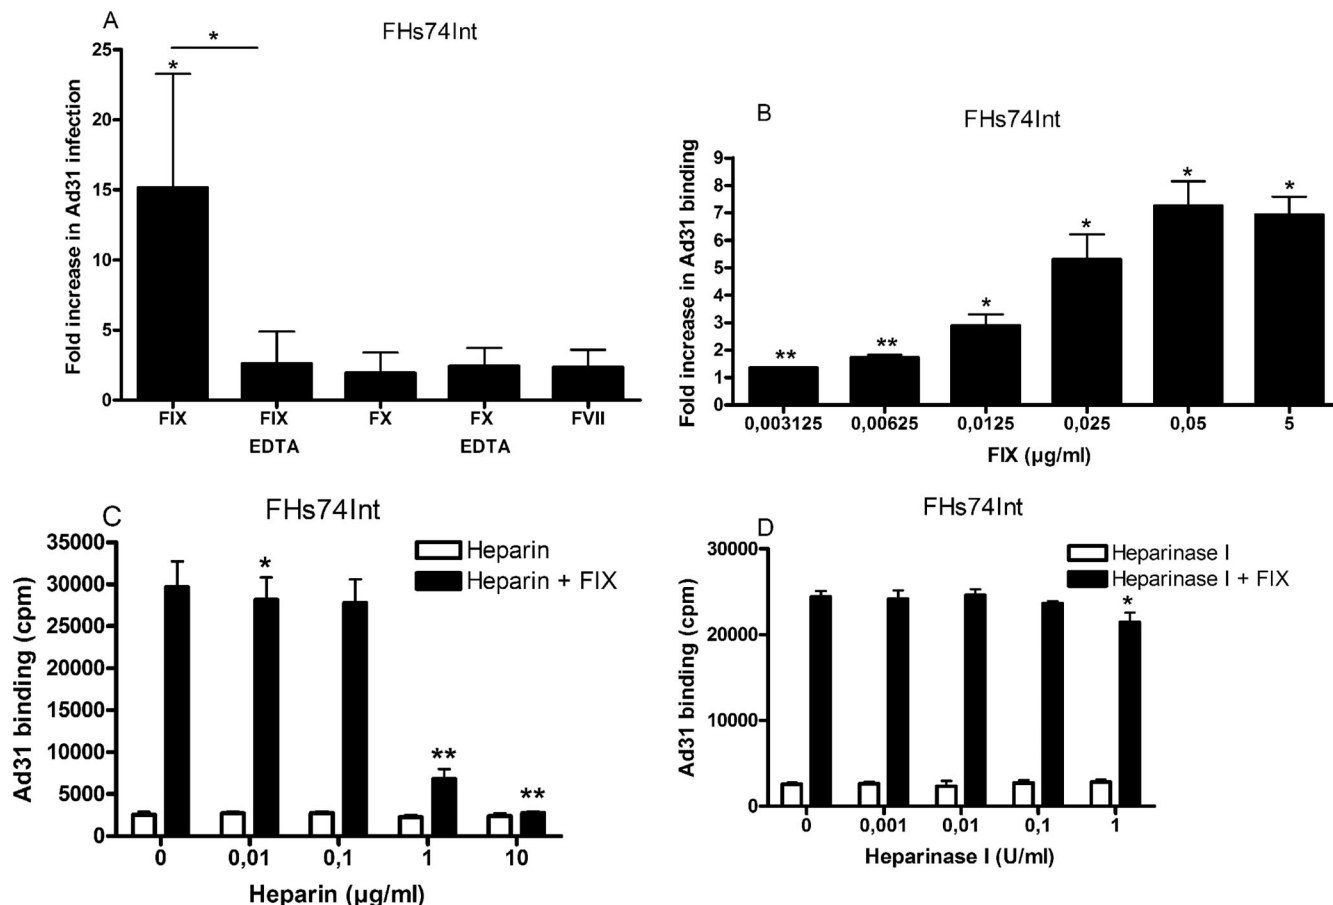 A
FHs74Int
*
*
Fold increase in Ad31 infection
25
20
15
10
5
0
FIX FIX FX FX FVII
EDTA EDTA
B
FHs74Int
Fold increase in Ad31 binding
9
8
7
6
5
4
3
2
1
0
** ** * * * *
0,003125 0,00625 0,0125 0,025 0,05 5
FIX (µg/ml)
C
FHs74Int
Heparin
Heparin + FIX
Ad31 binding (cpm)
35000
30000
25000
20000
15000
10000
5000
0
* ** **
0 0,01 0,1 1 10
Heparin (µg/ml)
D
FHs74Int
Heparinase I
Heparinase I + FIX
Ad31 binding (cpm)
30000
20000
10000
0
*
0 0,001 0,01 0,1 1
Heparinase I (U/ml)